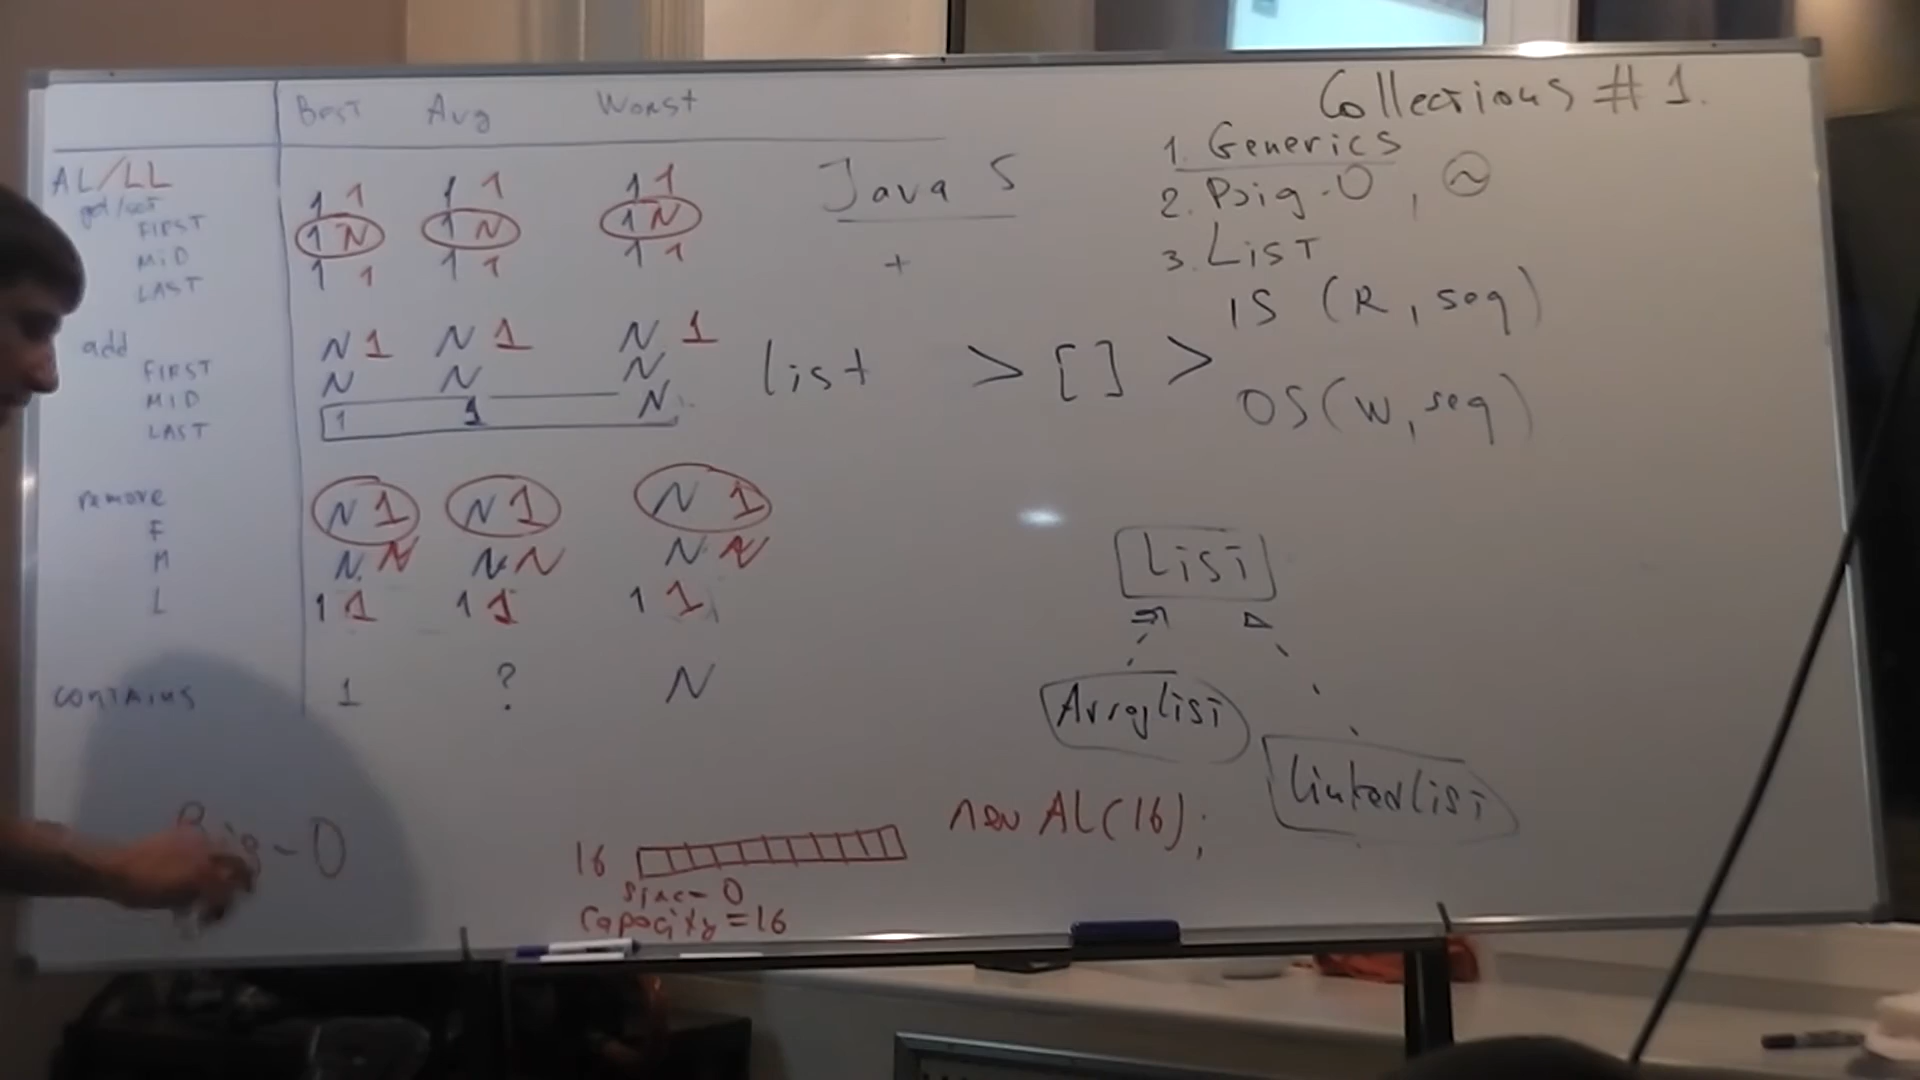 Best Avg Worst
AL/LL
get/set
FIRST 1 1 1 1 1 1
MID 1 N 1 N 1 N
LAST 1 1 1 1 1 1
add
FIRST N 1 N 1 N 1
MID N N N
LAST 1 1 N
remove
F N 1 N 1 N 1
M N N N N N N
L 1 1 1 1 1 1
contains 1 ? N
Big-O
Java 5
+
list > [] >
Collections #1.
1. Generics
2. Big-O, ~
3. List
IS (R, seq)
OS (W, seq)
List
ArrayList
LinkedList
new AL(16);
16
size = 0
Capacity = 16